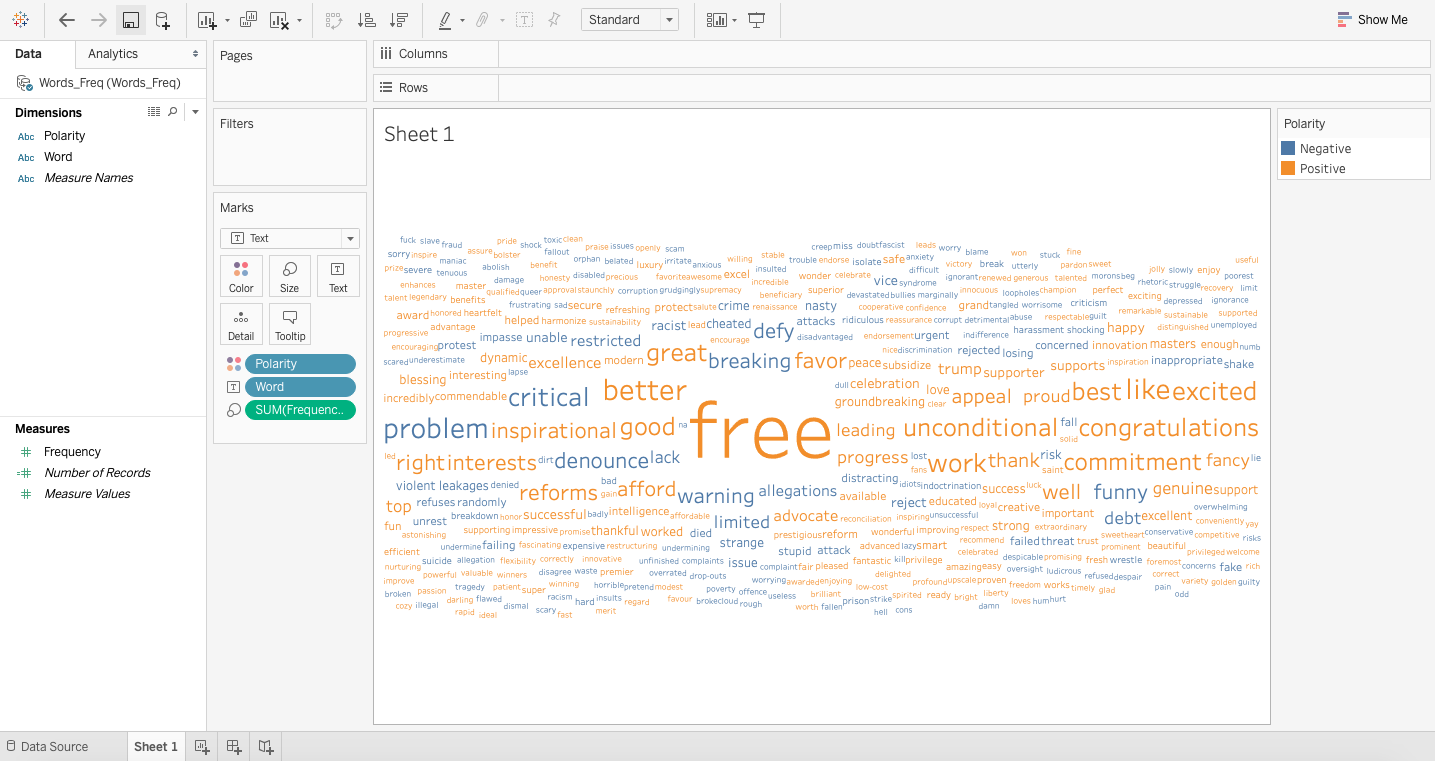 Standard
Show Me
Data
Analytics
Pages
Columns
Words_Freq (Words_Freq)
Rows
Dimensions
Abc Polarity
Abc Word
Abc Measure Names
Filters
Sheet 1
Polarity
Negative
Positive
Marks
Text
Color
Size
Text
Detail
Tooltip
Polarity
Word
SUM(Frequenc..
Measures
Frequency
Number of Records
Measure Values
fuck slave fraud pride shock toxic clean praise issues openly scam creep miss doubt fascist leads worry blame won stuck fine useful
sorry inspire maniac assure bolster fallout orphan belated luxury irritate anxious willing stable trouble endorse isolate safe anxiety victory break utterly pardon sweet jolly slowly enjoy
prize severe tenuous abolish benefit damage honesty disabled precious favorite awesome excel insulted incredible wonder celebrate vice syndrome difficult ignorant renewed generous talented morons beg rhetoric struggle recovery poorest limit
enhances master qualified queer approval staunchly corruption grudgingly supremacy beneficiary superior devastated bullies marginally innocuous loopholes champion perfect exciting depressed ignorance
talent legendary benefits frustrating sad secure refreshing protect salute crime renaissance nasty cooperative confidence grand tangled worrisome criticism remarkable sustainable supported
award honored heartfelt helped harmonize sustainability racist lead cheated defy attacks ridiculous reassurance corrupt detrimental abuse respectable guilt happy distinguished unemployed
progressive advantage impasse unable restricted encourage disadvantaged endorsement urgent indifference harassment shocking
encouraging protest great breaking favor nice discrimination rejected losing concerned innovation masters enough numb
scared underestimate dynamic excellence modern peace subsidize trump supporter supports inspiration inappropriate shake
blessing interesting lapse dull celebration love
incredibly commendable critical better groundbreaking clear appeal proud best like excited
problem inspirational good na free leading unconditional fall solid congratulations
led right interests dirt denounce lack progress lost fans work thank risk saint commitment fancy lie
violent leakages denied bad distracting idiots indoctrination success luck
top refuses randomly reforms gain afford warning allegations available reject educated loyal creative well funny genuine support
breakdown honor successful badly intelligence affordable limited advocate reconciliation inspiring unsuccessful important debt excellent overwhelming conveniently yay
fun unrest astonishing supporting impressive promise thankful worked died prestigious reform wonderful improving respect strong extraordinary sweetheart conservative competitive risks
efficient undermine failing fascinating expensive restructuring undermining strange stupid attack advanced lazy smart recommend celebrated failed threat trust prominent beautiful privileged welcome
nurturing suicide allegation flexibility correctly innovative unfinished complaints issue complaint fair pleased fantastic kill privilege amazing easy despicable promising fresh wrestle foremost concerns fake rich
improve powerful valuable winners disagree waste premier overrated drop-outs worrying awarded enjoying delighted profound upscale proven oversight ludicrous refused despair correct variety golden guilty
broken passion tragedy patient super winning horrible pretend modest poverty offence useless brilliant low-cost spirited ready bright liberty freedom works timely glad pain odd
cozy illegal darling flawed dismal racism hard insults regard favour broke cloud rough worth fallen prison strike loves hum hurt
rapid ideal scary fast merit hell cons damn
Data Source
Sheet 1